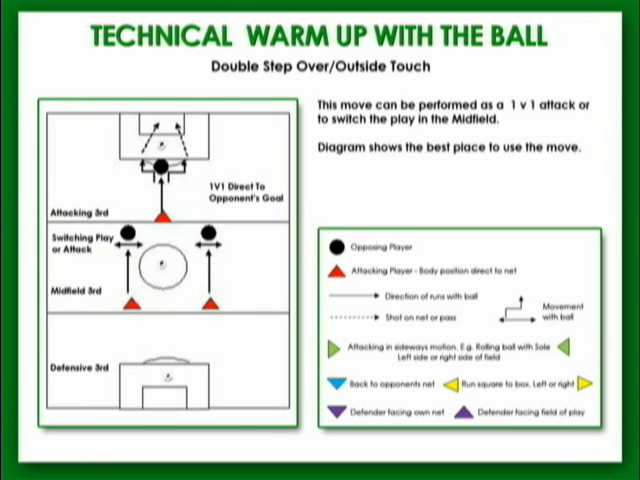 TECHNICAL WARM UP WITH THE BALL
Double Step Over/Outside Touch
This move can be performed as a 1 v 1 attack or
to switch the play in the Midfield.
Diagram shows the best place to use the move.
1V1 Direct To
Opponent's Goal
Attacking 3rd
Switching Play
or Attack
Midfield 3rd
Defensive 3rd
Opposing Player
Attacking Player - Body position direct to net
Direction of runs with ball
Movement
with ball
Shot on net or pass
Attacking in sideways motion. E.g. Rolling ball with Sole
Left side or right side of field
Back to opponents net
Run square to box. Left or right
Defender facing own net
Defender facing field of play